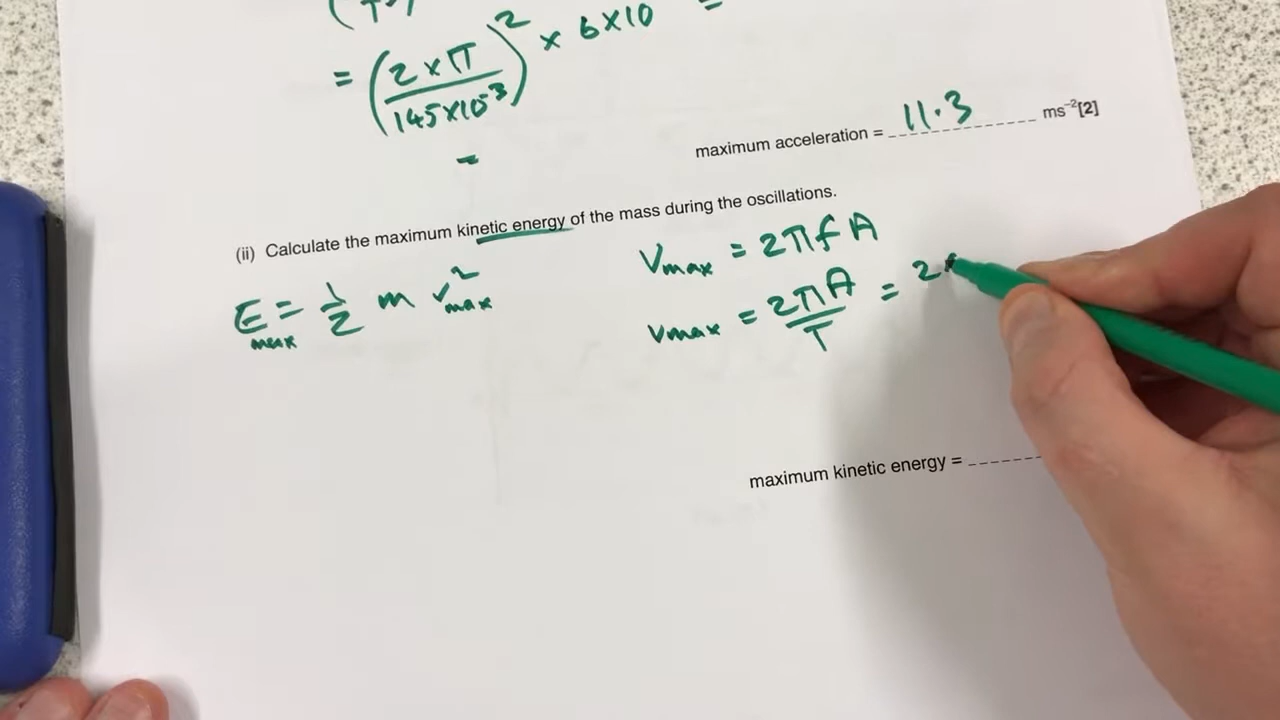 = (2 × π / 145×10⁻³)² × 6×10 =
=
maximum acceleration = 11.3 ms⁻²[2]
(ii) Calculate the maximum kinetic energy of the mass during the oscillations.
Vmax = 2πfA
Emax = 1/2 m v²max
Vmax = 2πA / T = 2
maximum kinetic energy =